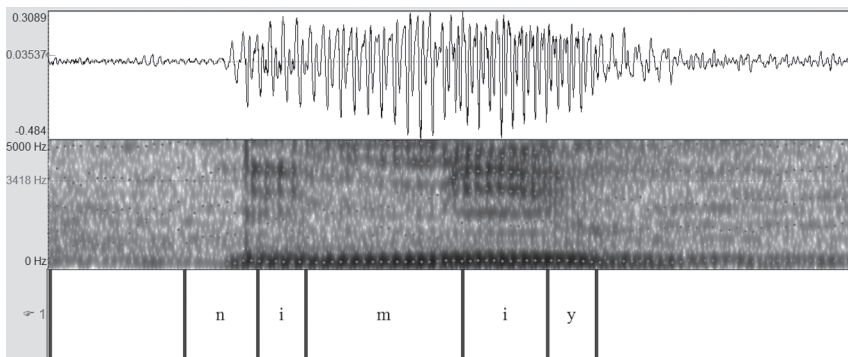 0.3089
0.03537
-0.484
5000 Hz
3418 Hz
0 Hz
☞ 1 n i m i y